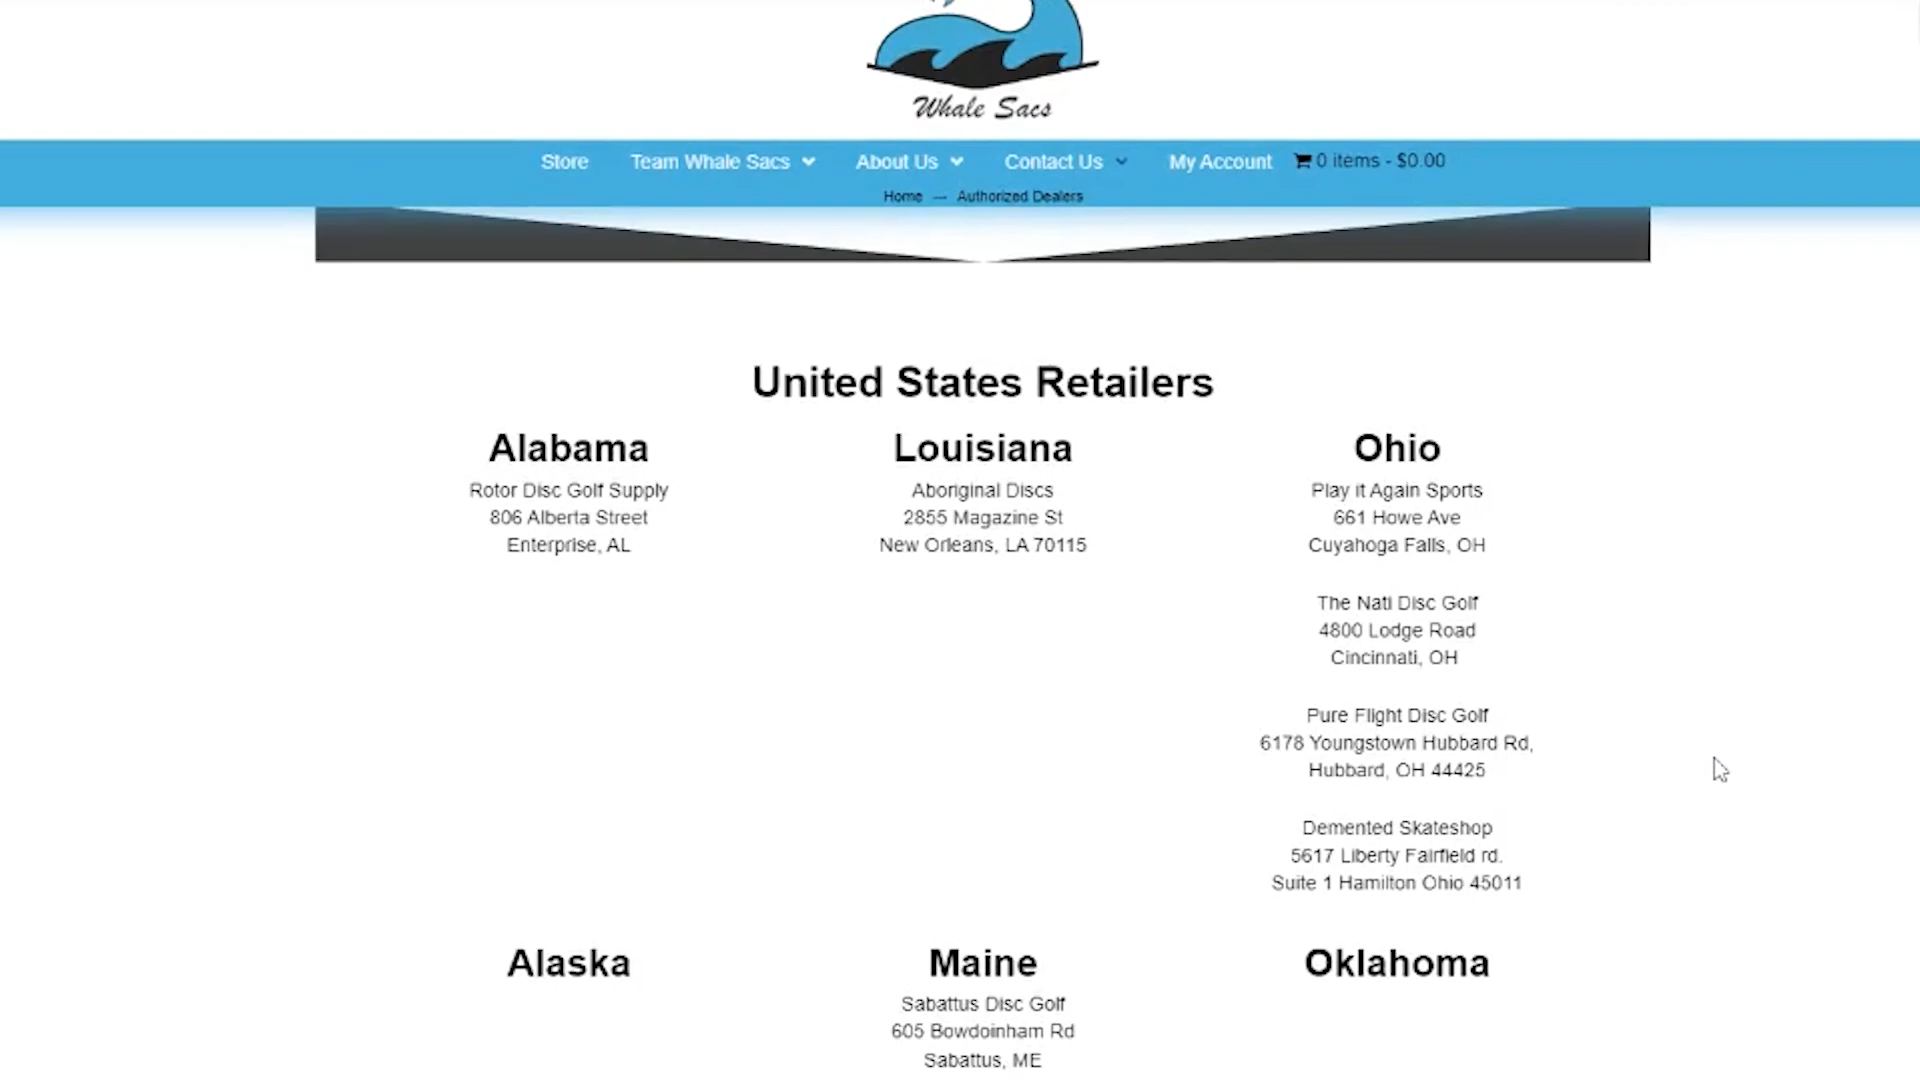 Whale Sacs
Store Team Whale Sacs About Us Contact Us My Account 0 items - $0.00
Home — Authorized Dealers
United States Retailers
Alabama
Rotor Disc Golf Supply
806 Alberta Street
Enterprise, AL
Louisiana
Aboriginal Discs
2855 Magazine St
New Orleans, LA 70115
Ohio
Play it Again Sports
661 Howe Ave
Cuyahoga Falls, OH
The Nati Disc Golf
4800 Lodge Road
Cincinnati, OH
Pure Flight Disc Golf
6178 Youngstown Hubbard Rd,
Hubbard, OH 44425
Demented Skateshop
5617 Liberty Fairfield rd.
Suite 1 Hamilton Ohio 45011
Alaska
Maine
Sabattus Disc Golf
605 Bowdoinham Rd
Sabattus, ME
Oklahoma